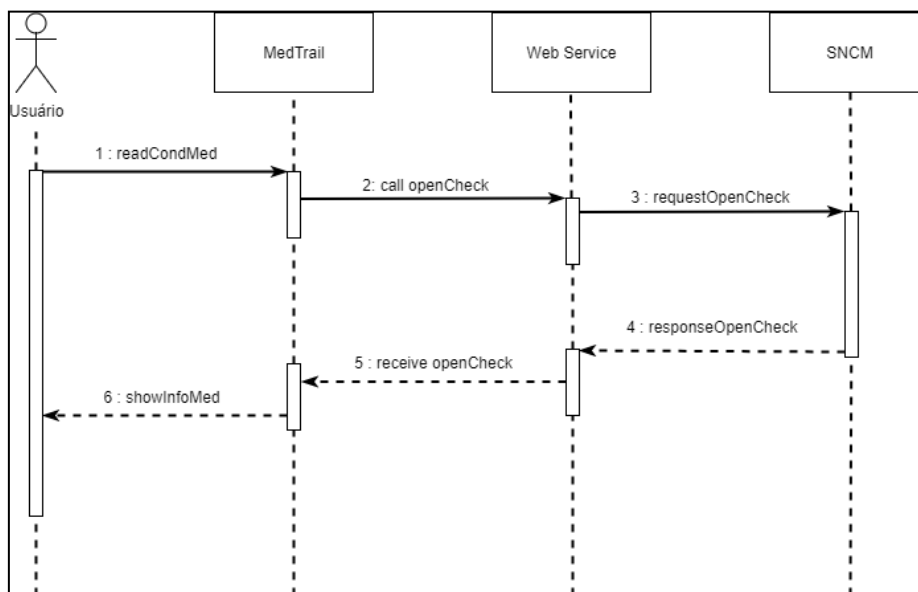 MedTrail
Web Service
SNCM
Usuário
1 : readCondMed
2: call openCheck
3 : requestOpenCheck
4 : responseOpenCheck
5 : receive openCheck
6 : showInfoMed